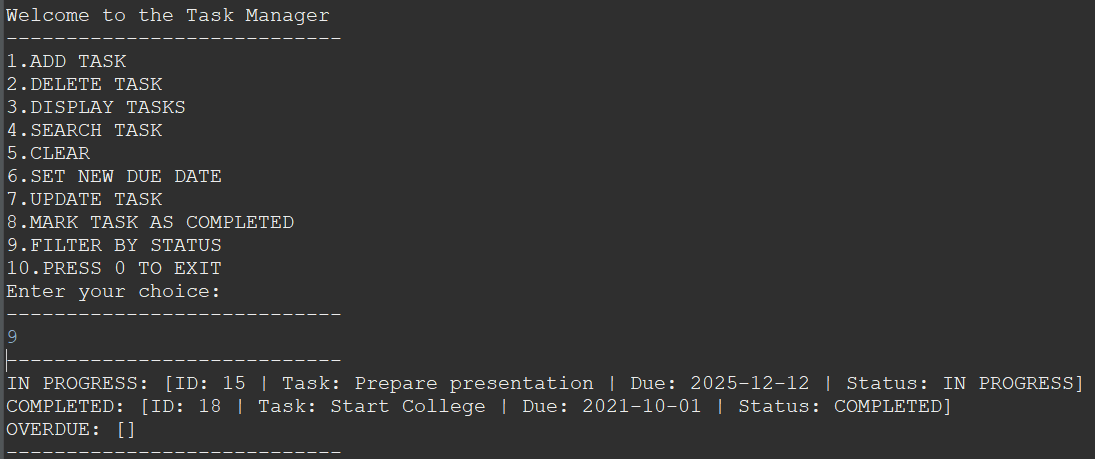 Welcome to the Task Manager
----------------------------
1.ADD TASK
2.DELETE TASK
3.DISPLAY TASKS
4.SEARCH TASK
5.CLEAR
6.SET NEW DUE DATE
7.UPDATE TASK
8.MARK TASK AS COMPLETED
9.FILTER BY STATUS
10.PRESS 0 TO EXIT
Enter your choice:
----------------------------
9
----------------------------
IN PROGRESS: [ID: 15 | Task: Prepare presentation | Due: 2025-12-12 | Status: IN PROGRESS]
COMPLETED: [ID: 18 | Task: Start College | Due: 2021-10-01 | Status: COMPLETED]
OVERDUE: []
----------------------------